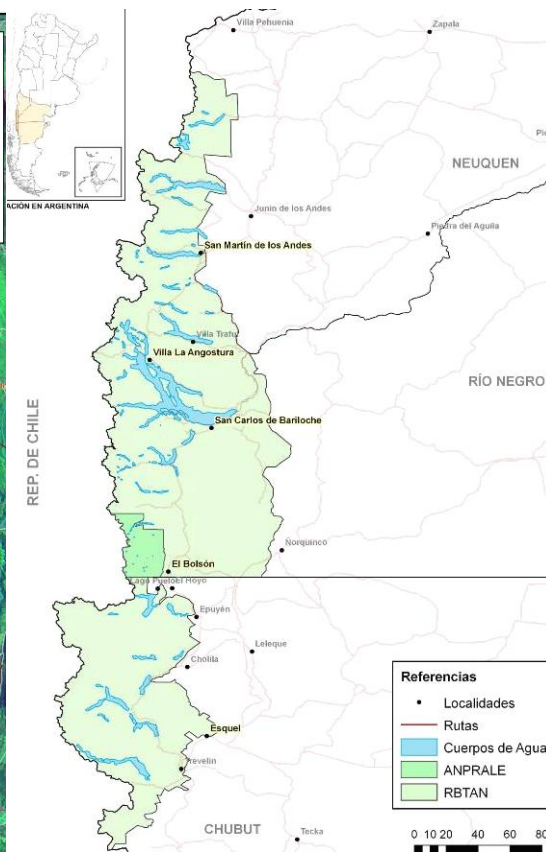 Villa Pehuenia
Zapala
NEUQUEN
ACIÓN EN ARGENTINA
Junin de los Andes
Piedra del Aguila
San Martín de los Andes
Villa Traful
Villa La Angostura
RÍO NEGRO
REP. DE CHILE
San Carlos de Bariloche
Norquinco
El Bolsón
Lago Puelo
El Hoyo
Epuyén
Leleque
Cholila
Esquel
Trevelin
CHUBUT
Tecka
Referencias
Localidades
Rutas
Cuerpos de Agua
ANPRALE
RBTAN
0 10 20 40 60 80